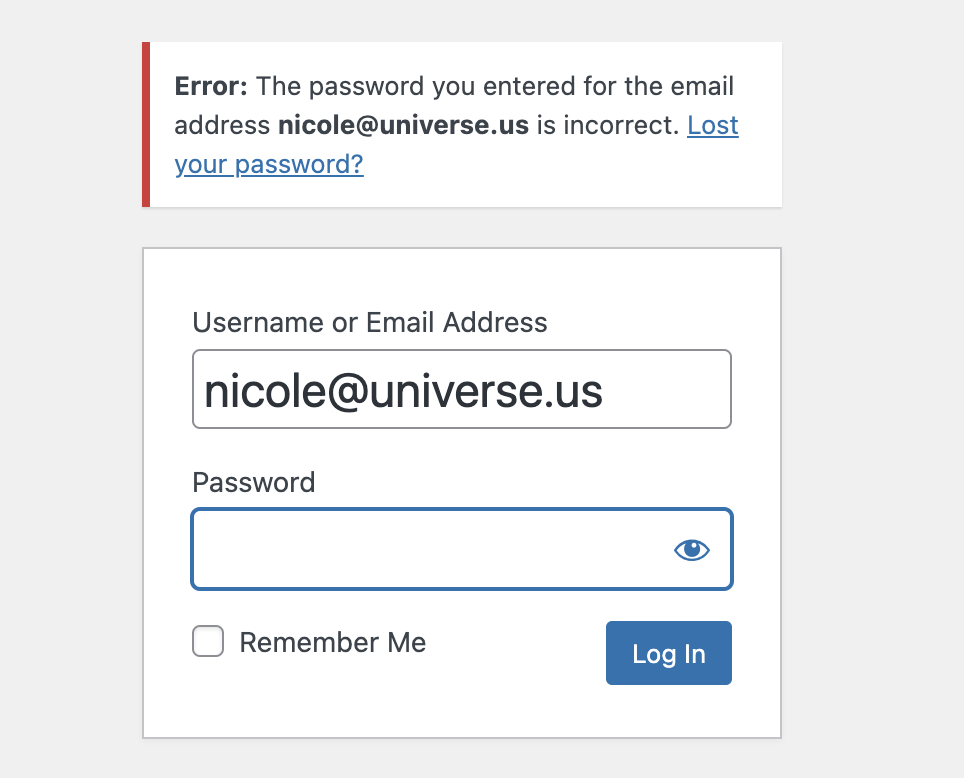 Error: The password you entered for the email
address nicole@universe.us is incorrect. Lost
your password?
Username or Email Address
nicole@universe.us
Password
Remember Me
Log In